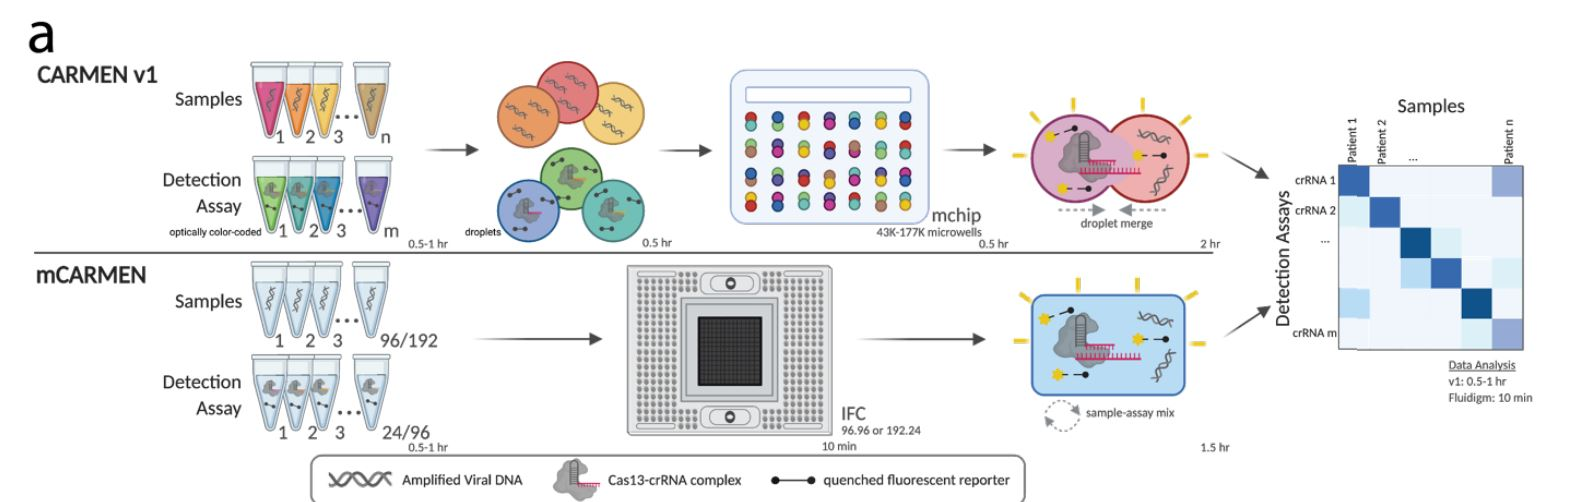 a
CARMEN v1
Samples
1 2 3 ... n
Detection
Assay
optically color-coded
1 2 3 ... m
0.5-1 hr
droplets
0.5 hr
mchip
43K-177K microwells
0.5 hr
droplet merge
2 hr
mCARMEN
Samples
1 2 3 ... 96/192
Detection
Assay
1 2 3 ... 24/96
0.5-1 hr
IFC
96.96 or 192.24
10 min
sample-assay mix
1.5 hr
Samples
Patient 1
Patient 2
...
Patient n
Detection Assays
crRNA 1
crRNA 2
...
crRNA m
Data Analysis
v1: 0.5-1 hr
Fluidigm: 10 min
Amplified Viral DNA
Cas13-crRNA complex
quenched fluorescent reporter